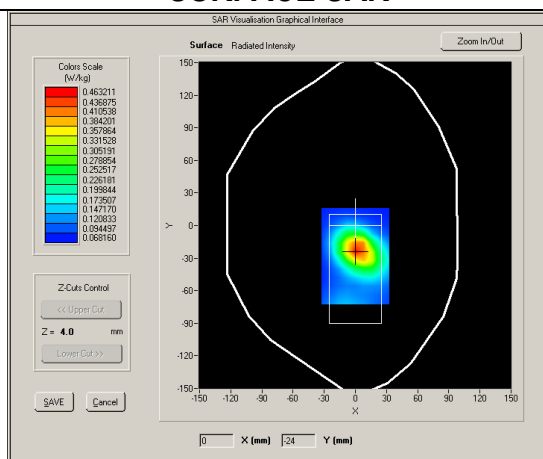 SURFACE SAR
SAR Visualisation Graphical Interface
Surface Radiated Intensity
Zoom In/Out
Colors Scale
(W/kg)
0.463211
0.436875
0.410538
0.384201
0.357864
0.331528
0.305191
0.278854
0.252517
0.226181
0.199844
0.173507
0.147170
0.120833
0.094497
0.068160
Z-Cuts Control
<< Upper Cut
Z = 4.0 mm
Lower Cut >>
SAVE
Cancel
150-
120-
90-
60-
30-
0-
-30-
-60-
-90-
-120-
-150-
Y
-150 -120 -90 -60 -30 0 30 60 90 120 150
X
0 X (mm) -24 Y (mm)